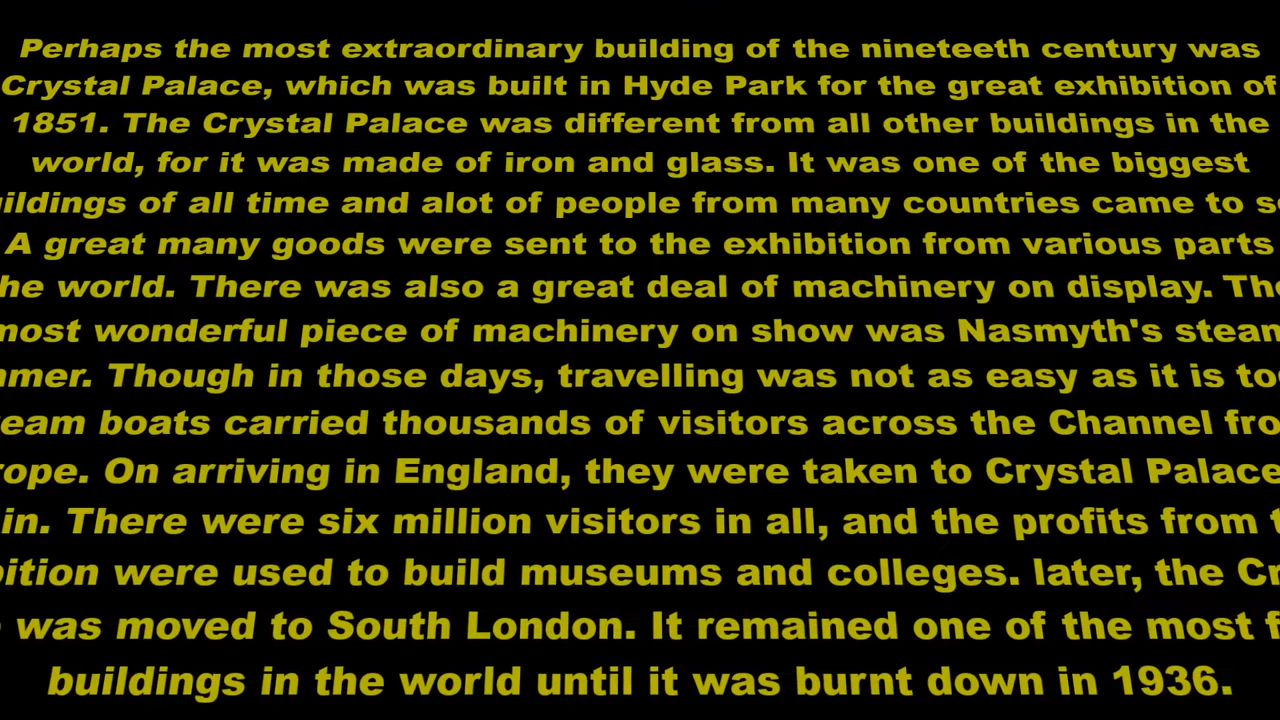 Perhaps the most extraordinary building of the nineteeth century was
Crystal Palace, which was built in Hyde Park for the great exhibition of
1851. The Crystal Palace was different from all other buildings in the
world, for it was made of iron and glass. It was one of the biggest
ildings of all time and alot of people from many countries came to s
A great many goods were sent to the exhibition from various parts
he world. There was also a great deal of machinery on display. The
most wonderful piece of machinery on show was Nasmyth's steam
mmer. Though in those days, travelling was not as easy as it is to
eam boats carried thousands of visitors across the Channel fro
rope. On arriving in England, they were taken to Crystal Palace
in. There were six million visitors in all, and the profits from t
bition were used to build museums and colleges. later, the Cr
was moved to South London. It remained one of the most f
buildings in the world until it was burnt down in 1936.